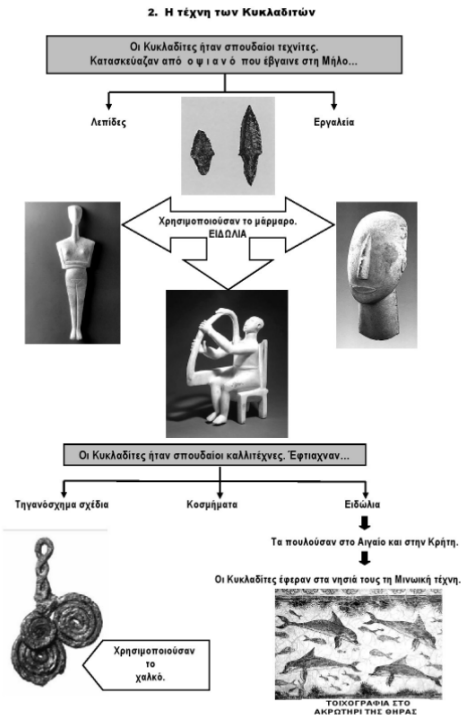 2. Η τέχνη των Κυκλαδιτών
Οι Κυκλαδίτες ήταν σπουδαίοι τεχνίτες.
Κατασκεύαζαν από ο ψ ι α ν ό που έβγαινε στη Μήλο...
Λεπίδες
Εργαλεία
Χρησιμοποιούσαν το μάρμαρο.
ΕΙΔΩΛΙΑ
Οι Κυκλαδίτες ήταν σπουδαίοι καλλιτέχνες. Έφτιαχναν...
Τηγανόσχημα σχέδια
Κοσμήματα
Ειδώλια
Τα πουλούσαν στο Αιγαίο και στην Κρήτη.
Οι Κυκλαδίτες έφεραν στα νησιά τους τη Μινωική τέχνη.
Χρησιμοποιούσαν
το
χαλκό.
ΤΟΙΧΟΓΡΑΦΙΑ ΣΤΟ
ΑΚΡΩΤΗΡΙ ΤΗΣ ΘΗΡΑΣ